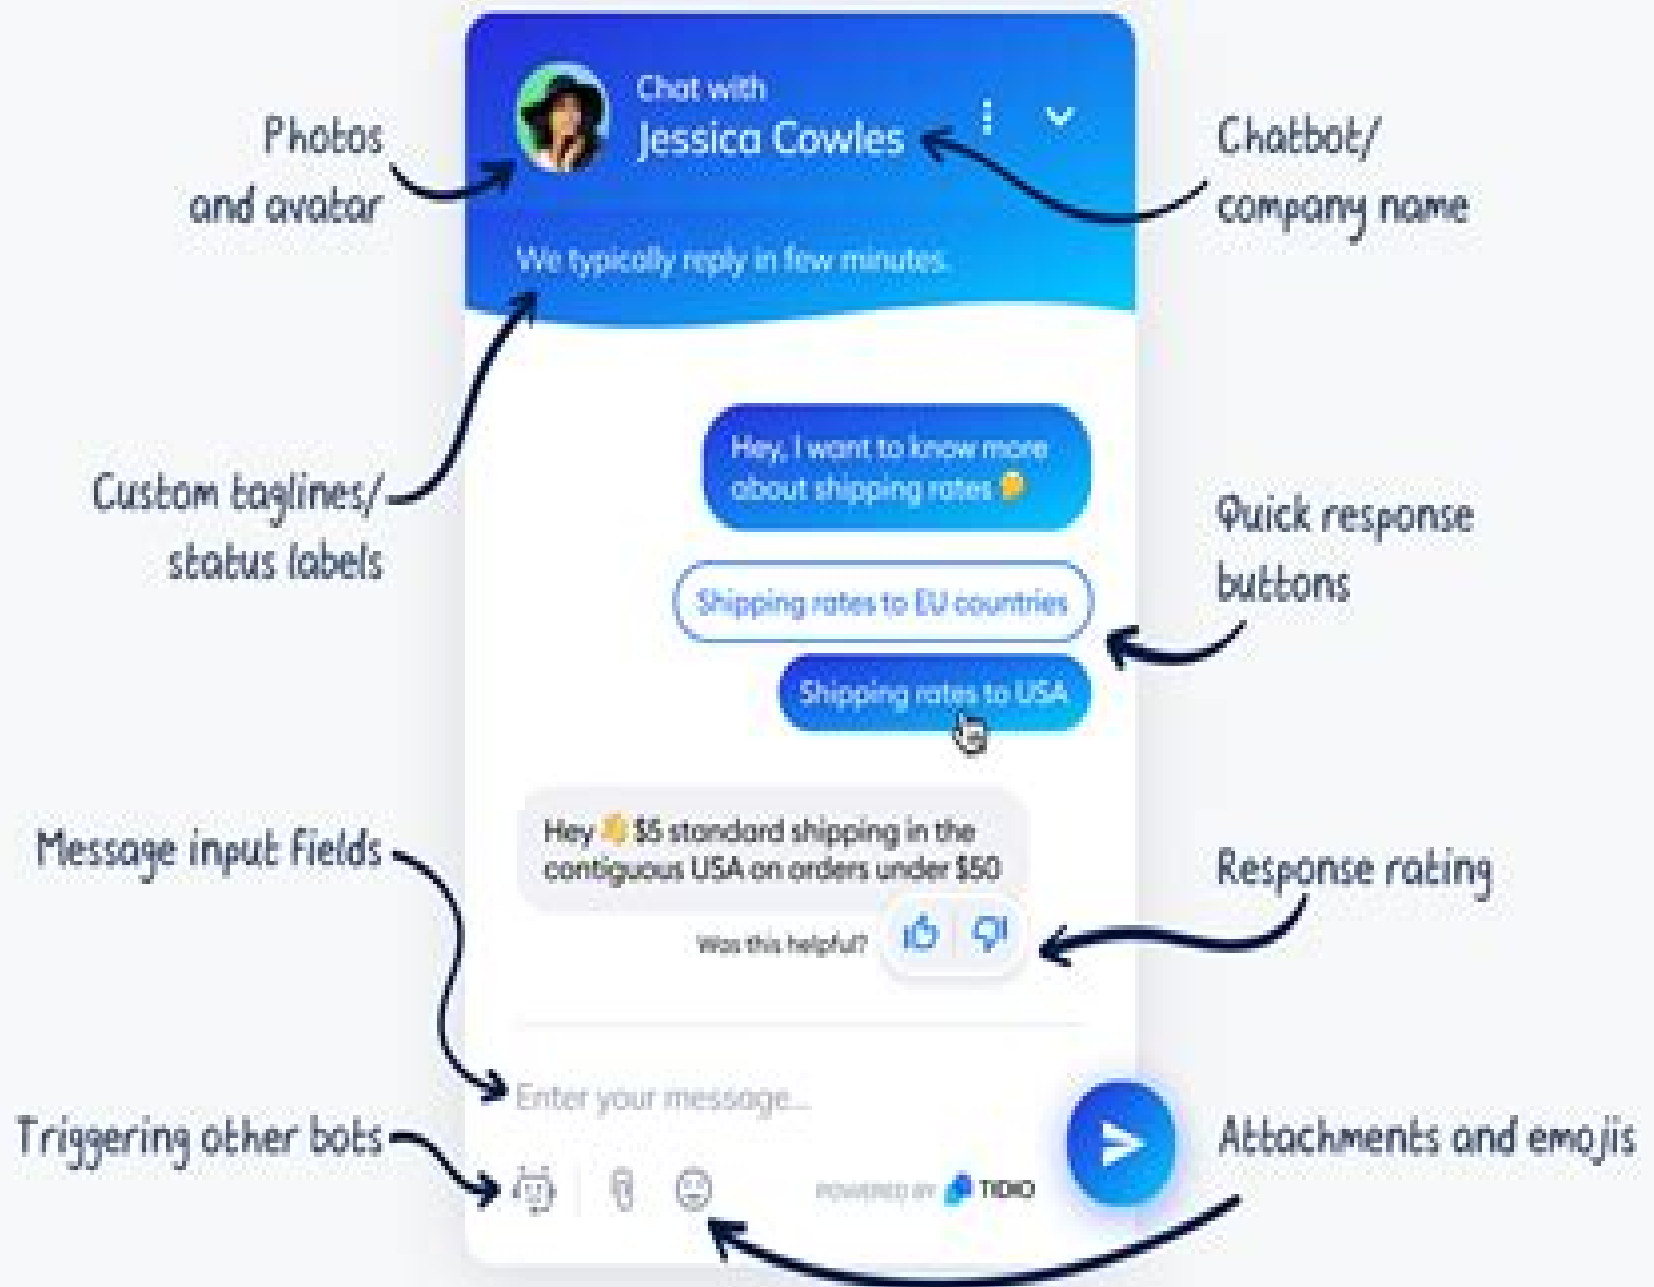 Chat with
Jessica Cowles
Photos
and avatar
Chatbot/
company name
We typically reply in few minutes.
Hey, I want to know more
about shipping rates
Custom taglines/
status labels
Quick response
buttons
Shipping rates to EU countries
Shipping rates to USA
Hey $5 standard shipping in the
contiguous USA on orders under $50
Message input fields
Response rating
Was this helpful?
Enter your message...
Triggering other bots
Attachments and emojis
POWERED BY TIDIO